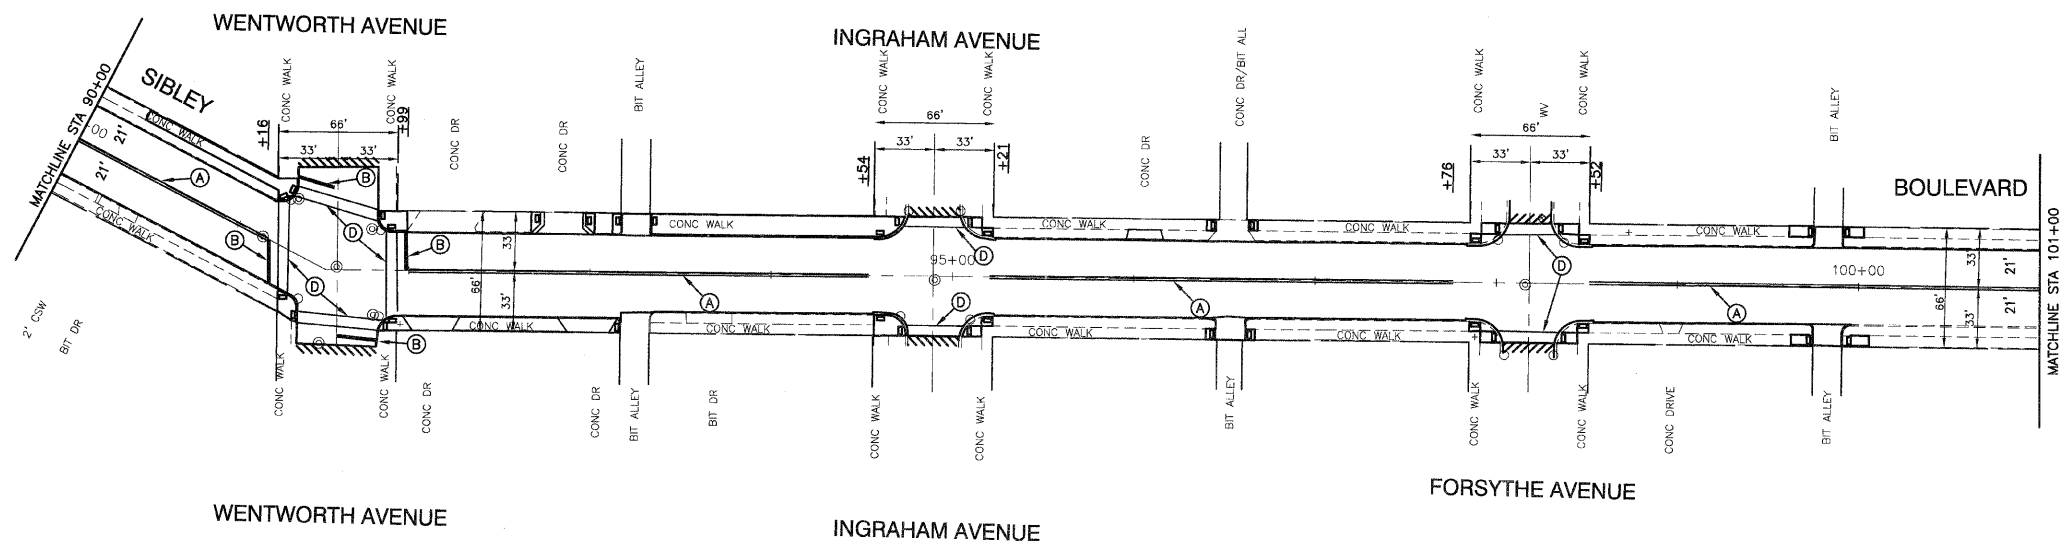 WENTWORTH AVENUE
INGRAHAM AVENUE
SIBLEY
BOULEVARD
MATCHLINE STA 90+00
-00
21'
21'
A
CONC WALK
CONC WALK
2' CSW
BIT DR
+16
CONC WALK
CONC WALK
+99
66'
33'
33'
B
D
B
D
B
B
CONC DR
CONC DR
BIT ALLEY
CONC WALK
66'
33'
33'
CONC WALK
A
CONC WALK
CONC WALK
CONC WALK
CONC DR
CONC DR
BIT ALLEY
BIT DR
CONC WALK
CONC WALK
+54
66'
33'
33'
+21
95+00
D
D
CONC WALK
CONC WALK
CONC DR
CONC DR/BIT ALL
CONC WALK
CONC WALK
A
CONC WALK
CONC WALK
BIT ALLEY
CONC WALK
WV
CONC WALK
+76
66'
33'
33'
+52
D
CONC WALK
CONC WALK
BIT ALLEY
CONC WALK
100+00
A
CONC WALK
CONC DRIVE
BIT ALLEY
66'
33'
33'
21'
21'
MATCHLINE STA 101+00
FORSYTHE AVENUE
WENTWORTH AVENUE
INGRAHAM AVENUE